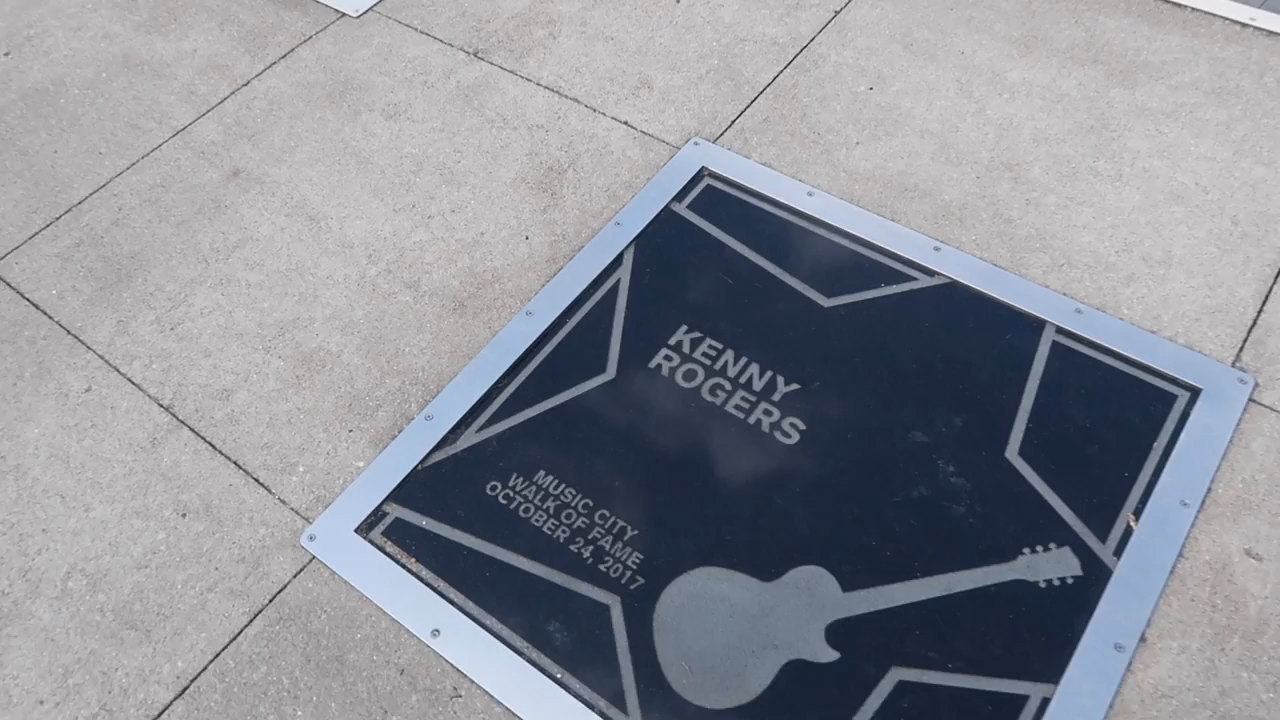 KENNY
ROGERS
MUSIC CITY
WALK OF FAME
OCTOBER 24, 2017